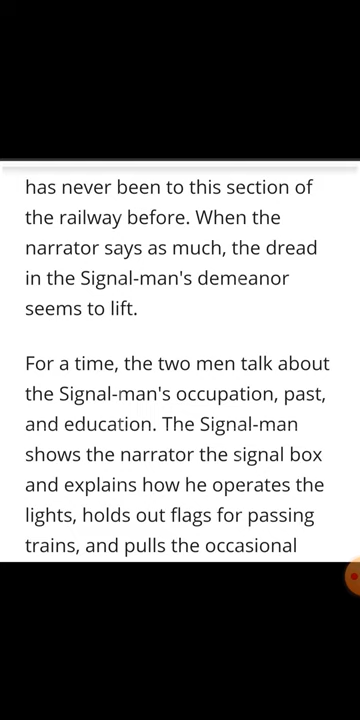 has never been to this section of
the railway before. When the
narrator says as much, the dread
in the Signal-man's demeanor
seems to lift.
For a time, the two men talk about
the Signal-man's occupation, past,
and education. The Signal-man
shows the narrator the signal box
and explains how he operates the
lights, holds out flags for passing
trains, and pulls the occasional